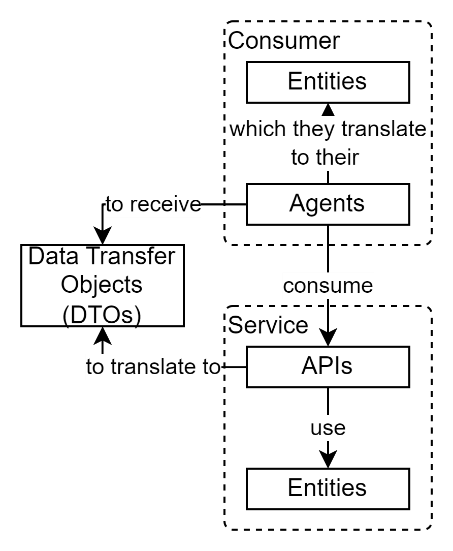 Consumer
Entities
which they translate
to their
to receive
Agents
Data Transfer
Objects
(DTOs)
consume
Service
to translate to
APIs
use
Entities